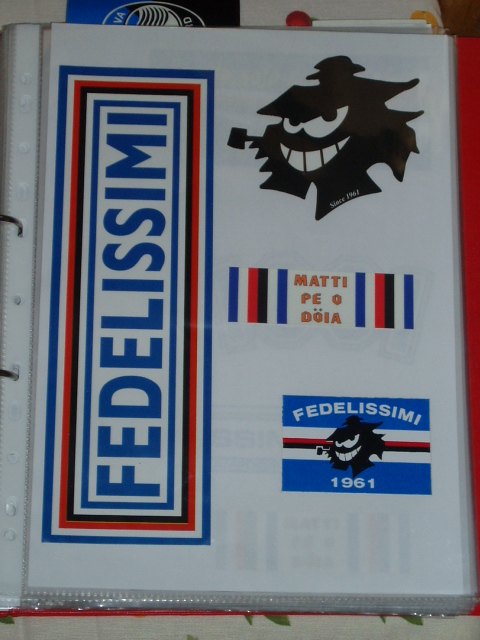 FEDELISSIMI
Since 1961
MATTI
PE O
DÖIA
FEDELISSIMI
1961